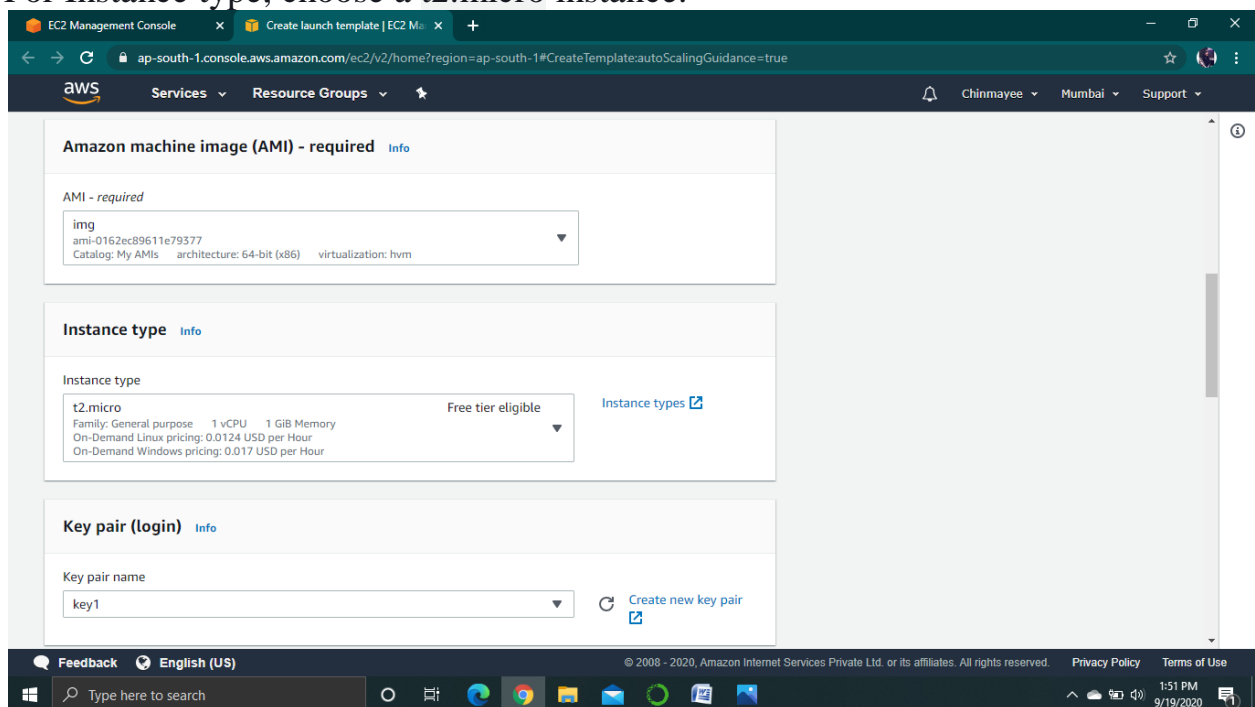 For Instance type, choose a t2.micro instance.
EC2 Management Console
Create launch template | EC2 Ma
ap-south-1.console.aws.amazon.com/ec2/v2/home?region=ap-south-1#CreateTemplate:autoScalingGuidance=true
aws Services Resource Groups Chinmayee Mumbai Support
Amazon machine image (AMI) - required Info
AMI - required
img
ami-0162ec89611e79377
Catalog: My AMIs architecture: 64-bit (x86) virtualization: hvm
Instance type Info
Instance type
t2.micro Free tier eligible
Family: General purpose 1 vCPU 1 GiB Memory
On-Demand Linux pricing: 0.0124 USD per Hour
On-Demand Windows pricing: 0.017 USD per Hour
Instance types
Key pair (login) Info
Key pair name
key1
Create new key pair
Feedback English (US) © 2008 - 2020, Amazon Internet Services Private Ltd. or its affiliates. All rights reserved. Privacy Policy Terms of Use
Type here to search
1:51 PM
9/19/2020